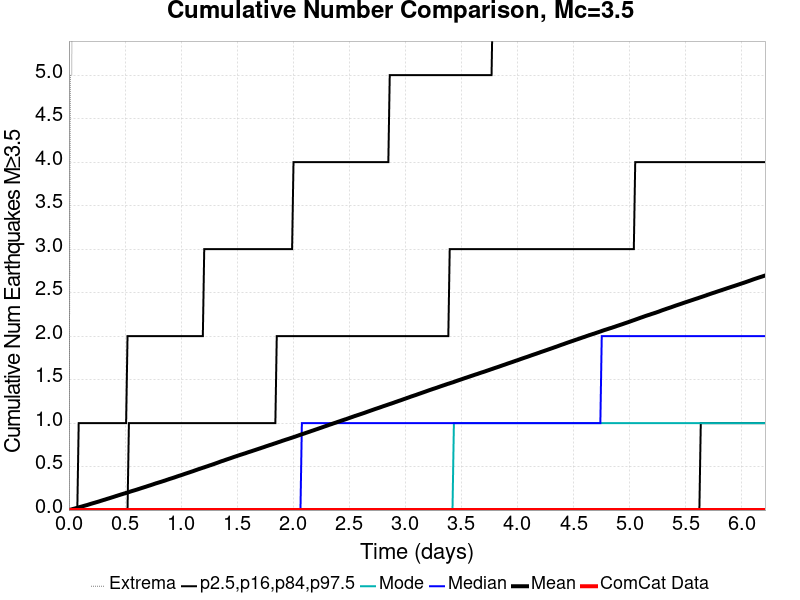 Cumulative Number Comparison, Mc=3.5
Cumulative Num Earthquakes M≥3.5
5.0
4.5
4.0
3.5
3.0
2.5
2.0
1.5
1.0
0.5
0.0
0.0 0.5 1.0 1.5 2.0 2.5 3.0 3.5 4.0 4.5 5.0 5.5 6.0
Time (days)
Extrema p2.5,p16,p84,p97.5 Mode Median Mean ComCat Data